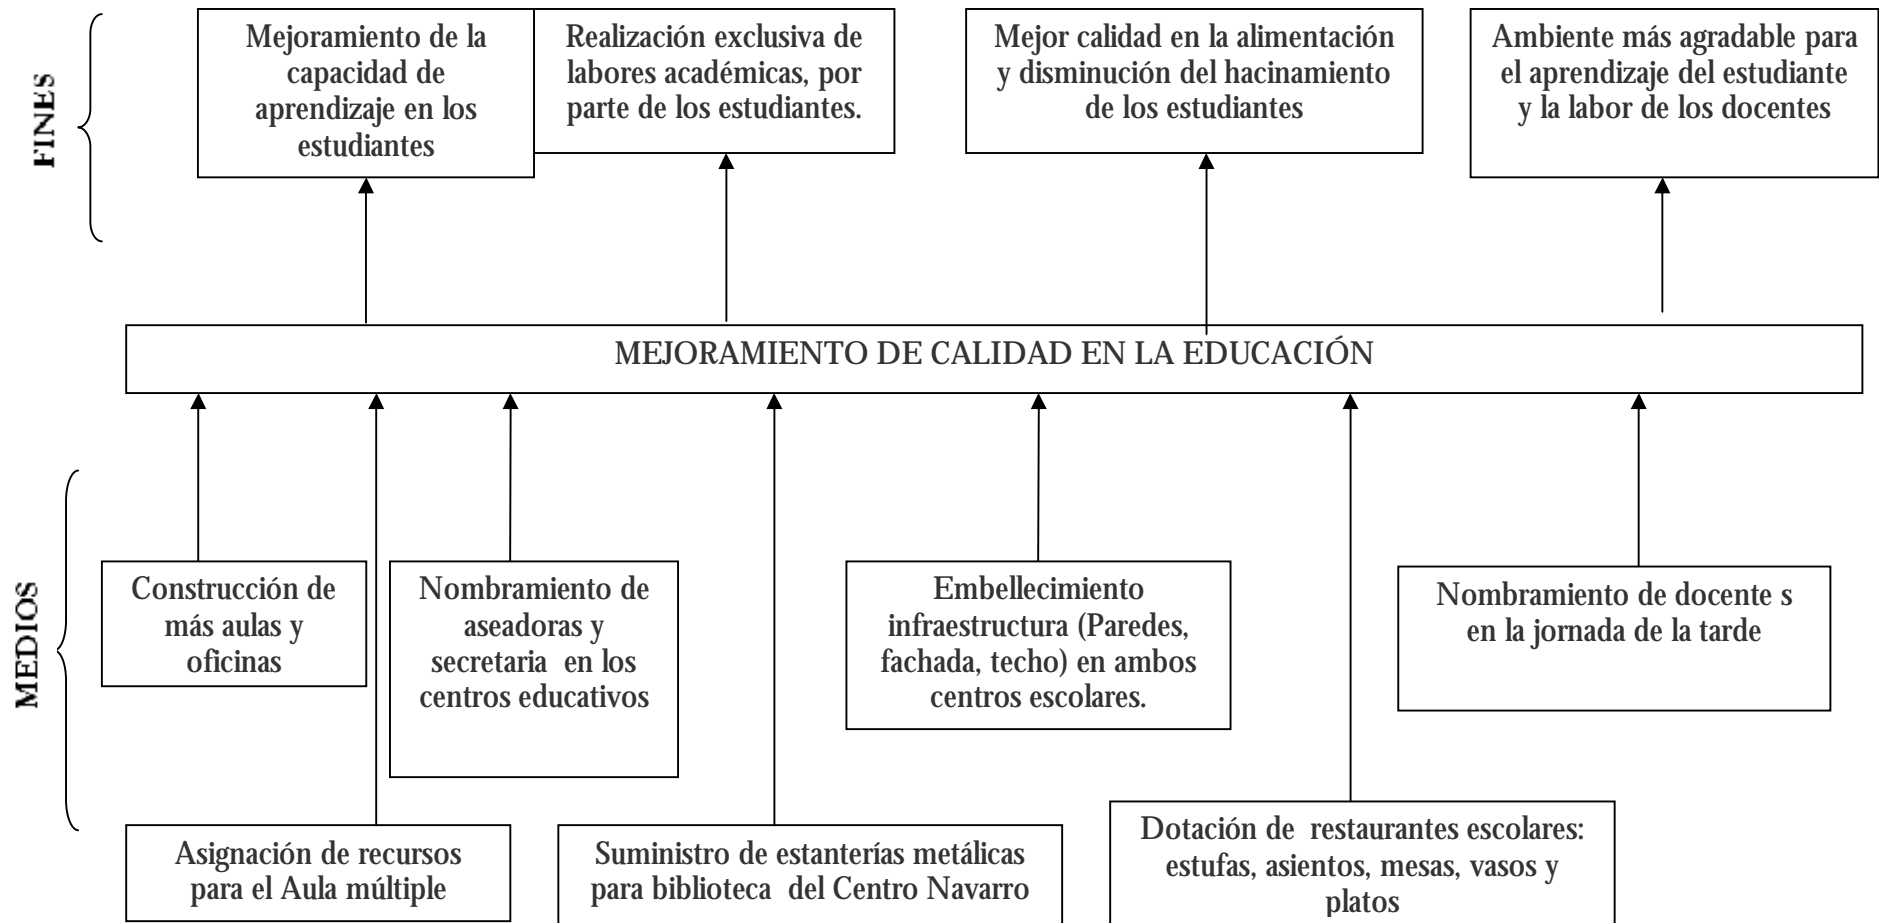 FINES
Mejoramiento de la
capacidad de
aprendizaje en los
estudiantes
Realización exclusiva de
labores académicas, por
parte de los estudiantes.
Mejor calidad en la alimentación
y disminución del hacinamiento
de los estudiantes
Ambiente más agradable para
el aprendizaje del estudiante
y la labor de los docentes
MEJORAMIENTO DE CALIDAD EN LA EDUCACIÓN
MEDIOS
Construcción de
más aulas y
oficinas
Nombramiento de
aseadoras y
secretaria en los
centros educativos
Embellecimiento
infraestructura (Paredes,
fachada, techo) en ambos
centros escolares.
Nombramiento de docente s
en la jornada de la tarde
Asignación de recursos
para el Aula múltiple
Suministro de estanterías metálicas
para biblioteca del Centro Navarro
Dotación de restaurantes escolares:
estufas, asientos, mesas, vasos y
platos